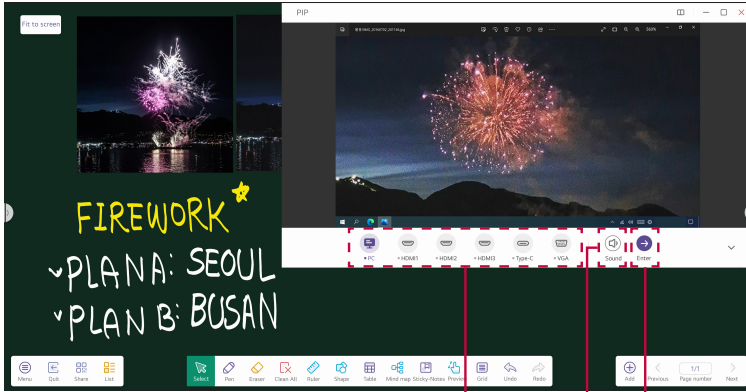 Fit to screen
PIP
360%
FIREWORK
PLAN A: SEOUL
PLAN B: BUSAN
PC
HDMI1
HDMI2
HDMI3
Type-C
VGA
Sound
Enter
Menu
Quit
Share
List
Select
Pen
Eraser
Clean All
Ruler
Shape
Table
Mind map
Sticky-Notes
Preview
Grid
Undo
Redo
Add
Previous
1/1
Page number
Next